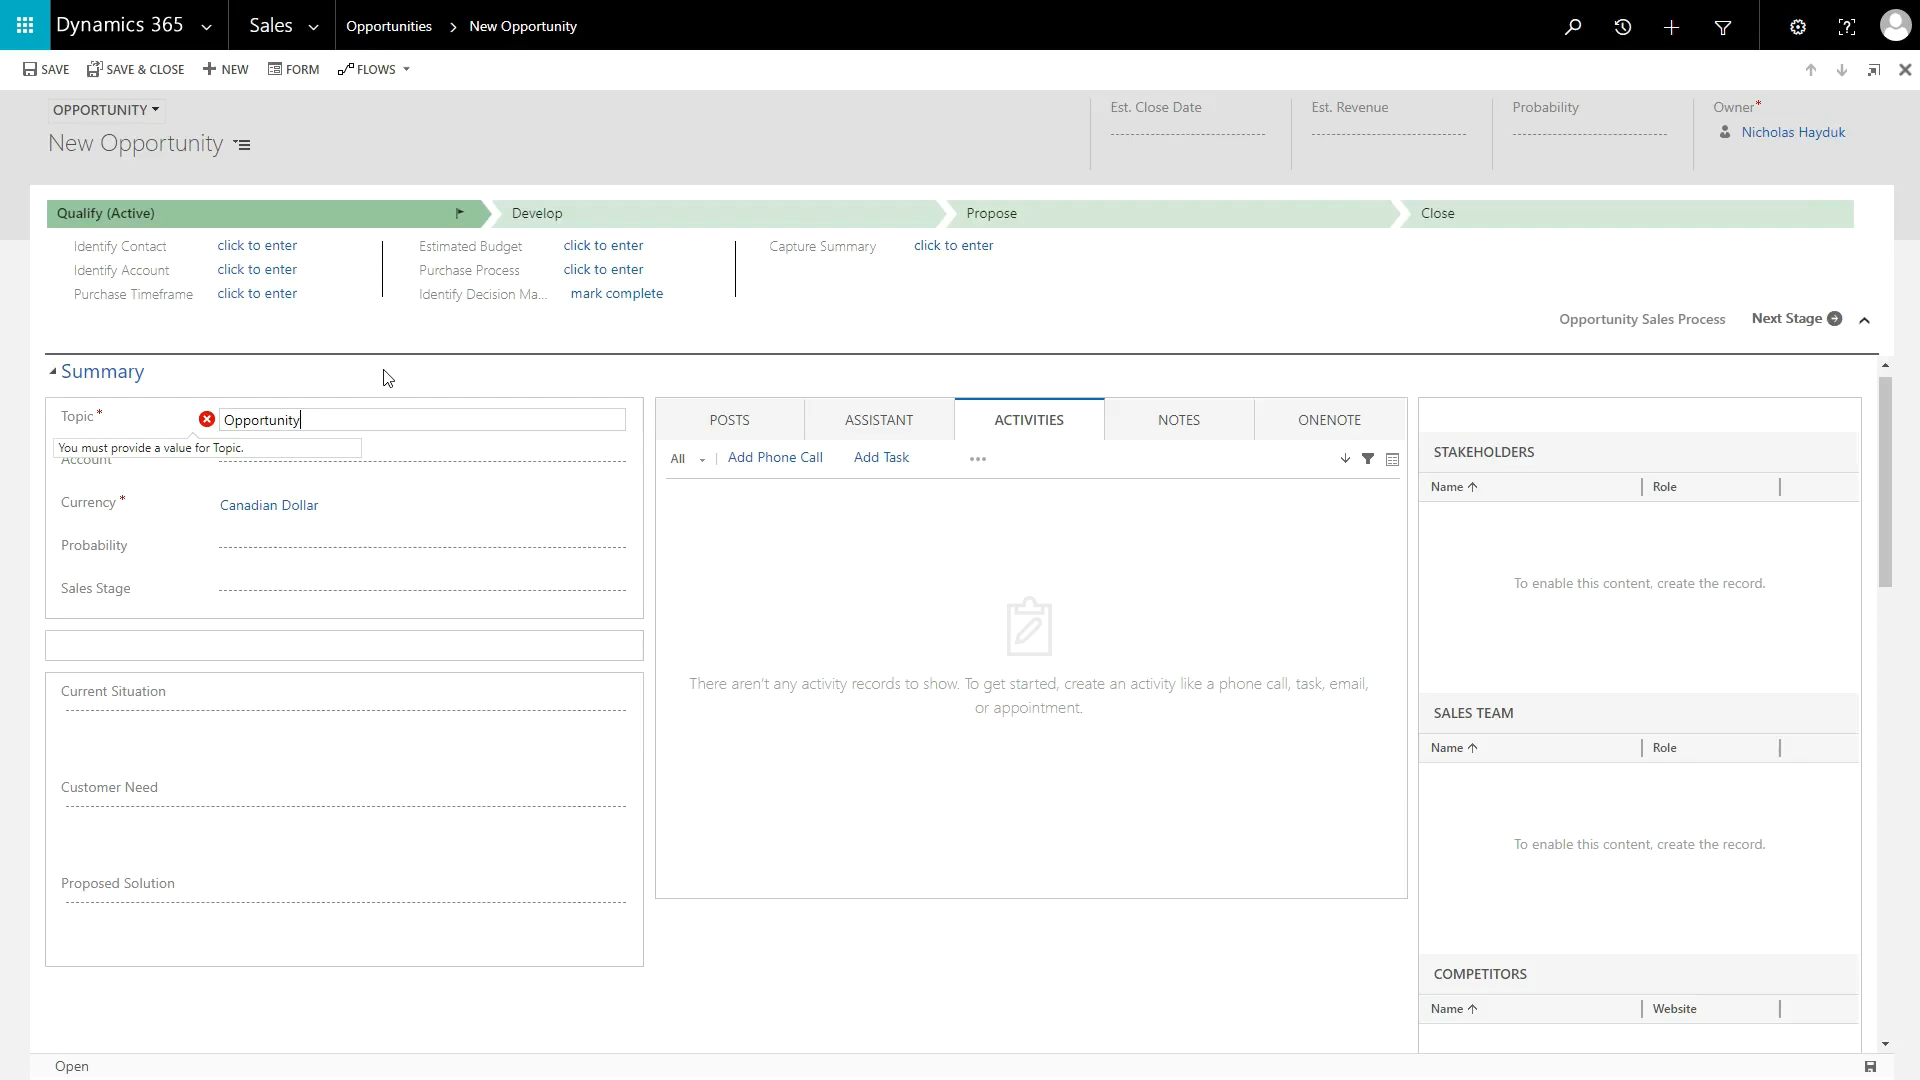 Dynamics 365
Sales
Opportunities
New Opportunity
SAVE
SAVE & CLOSE
NEW
FORM
FLOWS
OPPORTUNITY
New Opportunity
Est. Close Date
Est. Revenue
Probability
Owner*
Nicholas Hayduk
Qualify (Active)
Develop
Propose
Close
Identify Contact click to enter
Identify Account click to enter
Purchase Timeframe click to enter
Estimated Budget click to enter
Purchase Process click to enter
Identify Decision Ma... mark complete
Capture Summary click to enter
Opportunity Sales Process
Next Stage
Summary
Topic* Opportunity
You must provide a value for Topic.
Account
Currency* Canadian Dollar
Probability
Sales Stage
Current Situation
Customer Need
Proposed Solution
POSTS
ASSISTANT
ACTIVITIES
NOTES
ONENOTE
All
Add Phone Call
Add Task
There aren't any activity records to show. To get started, create an activity like a phone call, task, email,
or appointment.
STAKEHOLDERS
Name Role
To enable this content, create the record.
SALES TEAM
Name Role
To enable this content, create the record.
COMPETITORS
Name Website
Open